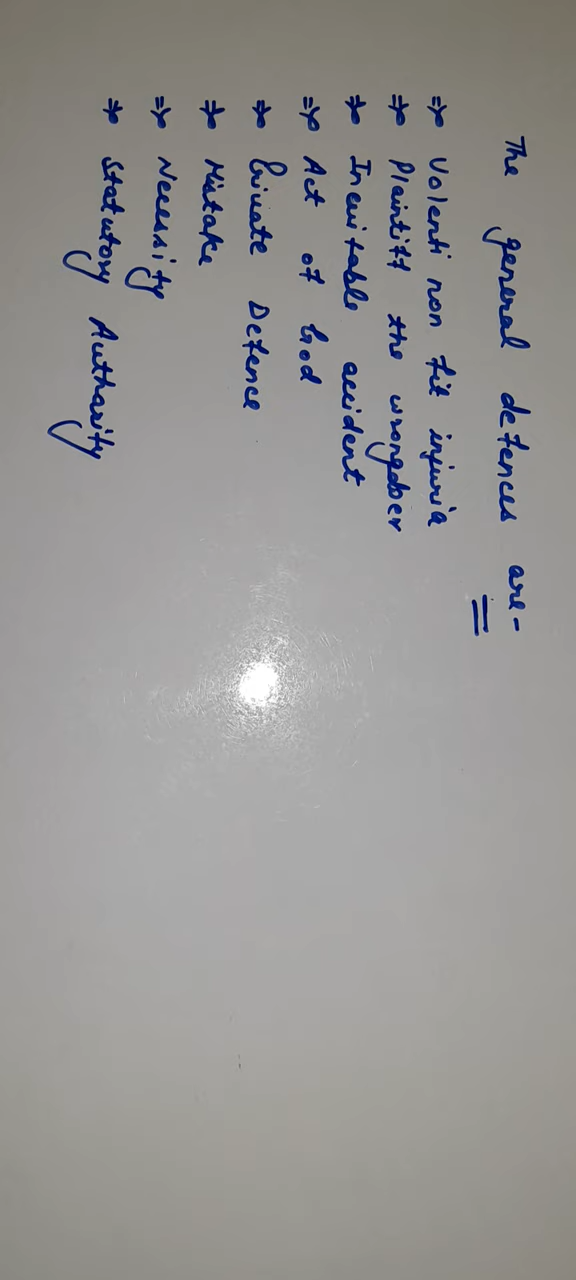 The general defences are-
=> Volenti non fit injuria
=> Plaintiff the wrongdoer
=> Inevitable accident
=> Act of God
=> Private Defence
=> Mistake
=> Necessity
=> Statutory Authority